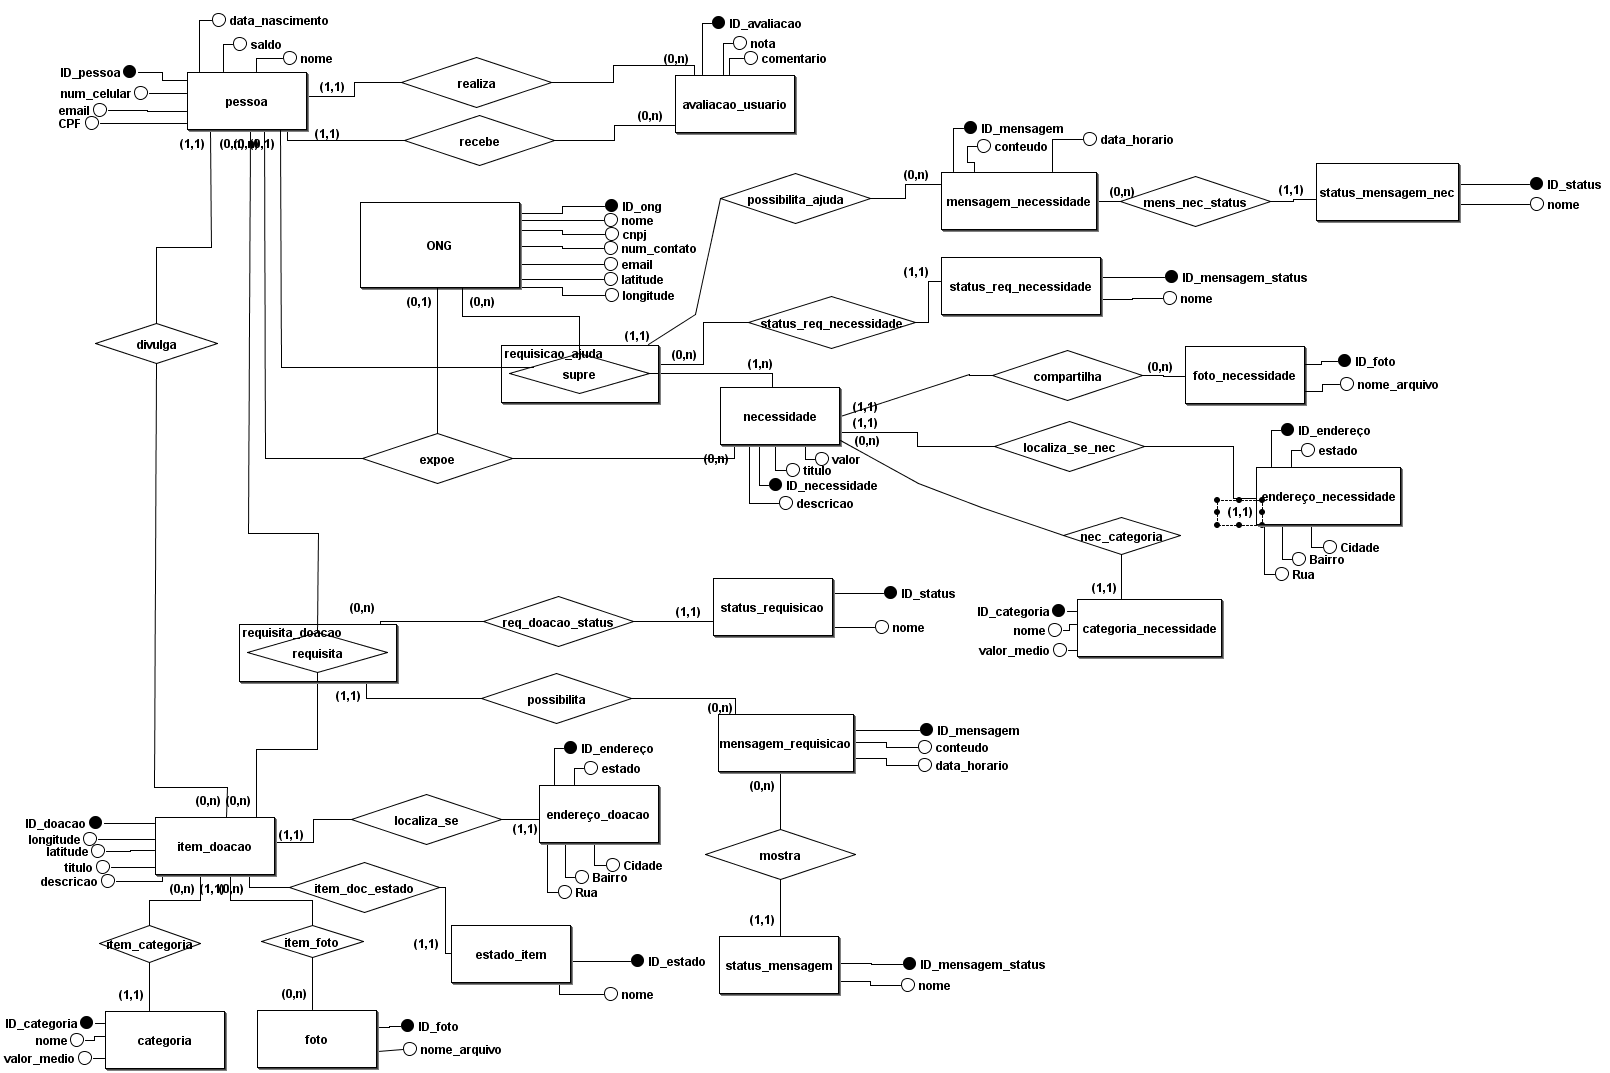 data_nascimento
saldo
nome
ID_pessoa
num_celular
email
CPF
pessoa
(1,1)
realiza
(0,n)
ID_avaliacao
nota
comentario
avaliacao_usuario
(1,1)
recebe
(0,n)
(1,1)
ID_mensagem
conteudo
data_horario
(0,n)
possibilita_ajuda
mensagem_necessidade
(0,n)
mens_nec_status
(1,1)
status_mensagem_nec
ID_status
nome
ONG
ID_ong
nome
cnpj
num_contato
email
latitude
longitude
(0,1)
(0,n)
(1,1)
status_req_necessidade
ID_mensagem_status
nome
status_req_necessidade
(1,1)
(0,n)
divulga
requisicao_ajuda
supre
(1,n)
necessidade
(1,1)
compartilha
(0,n)
foto_necessidade
ID_foto
nome_arquivo
(1,1)
localiza_se_nec
(0,n)
ID_endereço
estado
endereço_necessidade
(1,1)
Cidade
Bairro
Rua
expoe
(0,n)
valor
titulo
ID_necessidade
descricao
nec_categoria
(1,1)
ID_categoria
nome
valor_medio
categoria_necessidade
(0,n)
req_doacao_status
(1,1)
status_requisicao
ID_status
nome
requisita_doacao
requisita
(1,1)
possibilita
(0,n)
mensagem_requisicao
ID_mensagem
conteudo
data_horario
(0,n)
mostra
(1,1)
status_mensagem
ID_mensagem_status
nome
ID_endereço
estado
endereço_doacao
(1,1)
Cidade
Bairro
Rua
localiza_se
(1,1)
(0,n)
(0,n)
ID_doacao
longitude
latitude
titulo
descricao
item_doacao
(0,n)
(1,1)
(0,n)
item_doc_estado
(1,1)
estado_item
ID_estado
nome
item_categoria
item_foto
(1,1)
(0,n)
ID_categoria
nome
valor_medio
categoria
foto
ID_foto
nome_arquivo